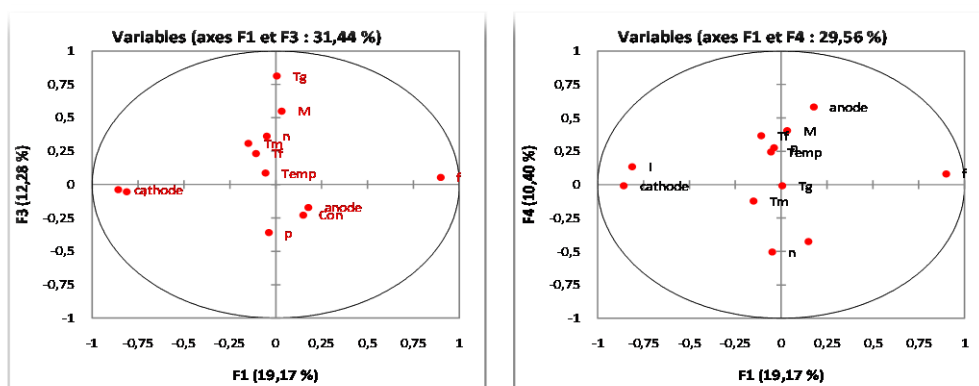 Variables (axes F1 et F3 : 31,44 %)
F3 (12,28 %)
1
0,75
0,5
0,25
0
-0,25
-0,5
-0,75
-1
Tg
M
n
Tm
Tf
Temp
cathode
f
anode
Con
p
-1 -0,75 -0,5 -0,25 0 0,25 0,5 0,75 1
F1 (19,17 %)
Variables (axes F1 et F4 : 29,56 %)
F4 (10,40 %)
1
0,75
0,5
0,25
0
-0,25
-0,5
-0,75
-1
anode
M
Tf
Temp
I
f
cathode
Tg
Tm
n
-1 -0,75 -0,5 -0,25 0 0,25 0,5 0,75 1
F1 (19,17 %)